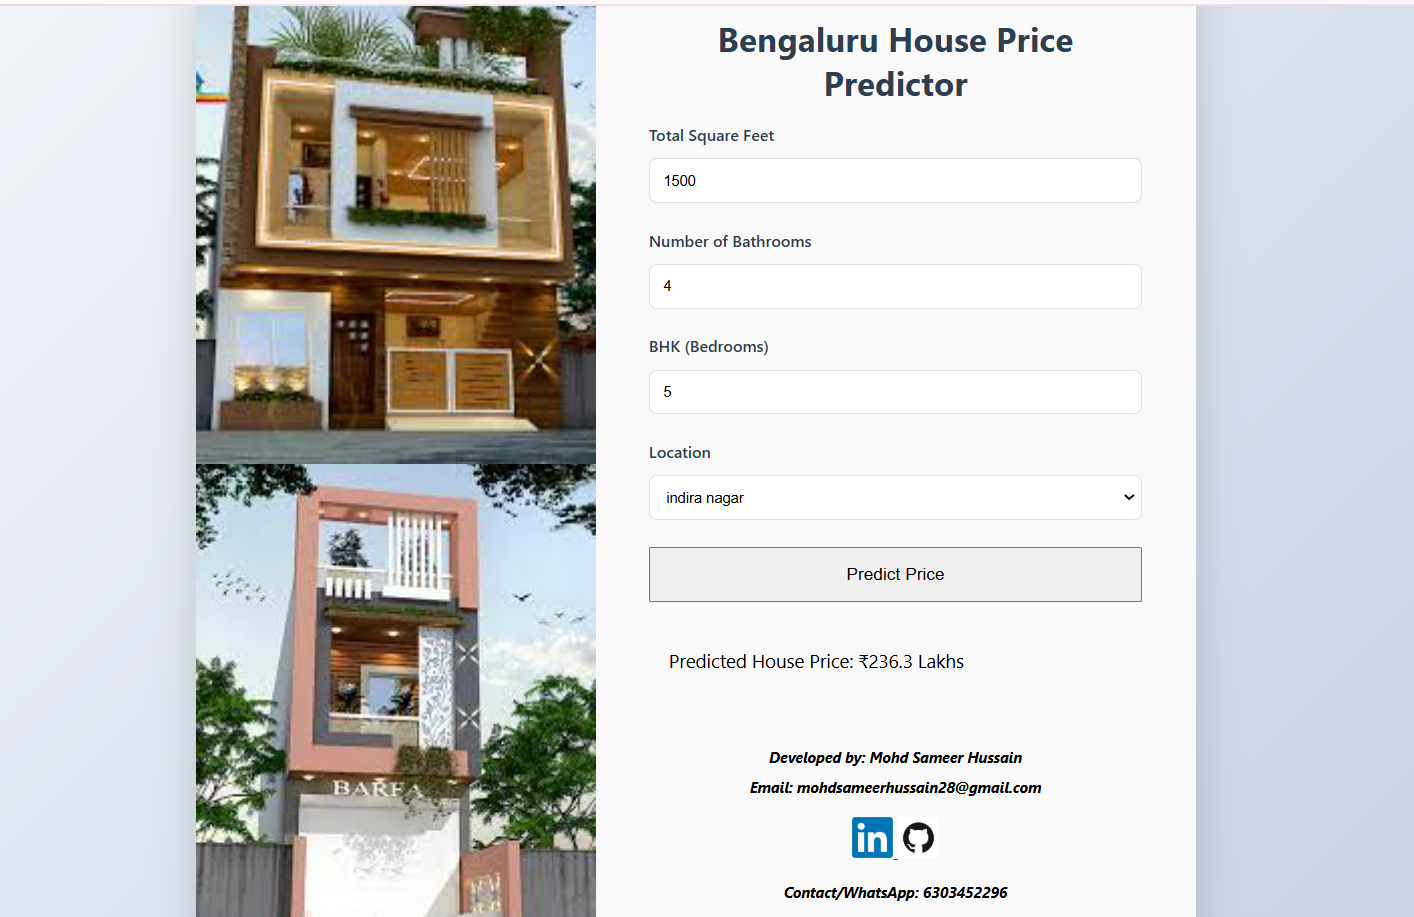 Bengaluru House Price
Predictor
Total Square Feet
1500
Number of Bathrooms
4
BHK (Bedrooms)
5
Location
indira nagar
Predict Price
Predicted House Price: ₹236.3 Lakhs
Developed by: Mohd Sameer Hussain
Email: mohdsameerhussain28@gmail.com
in
Contact/WhatsApp: 6303452296